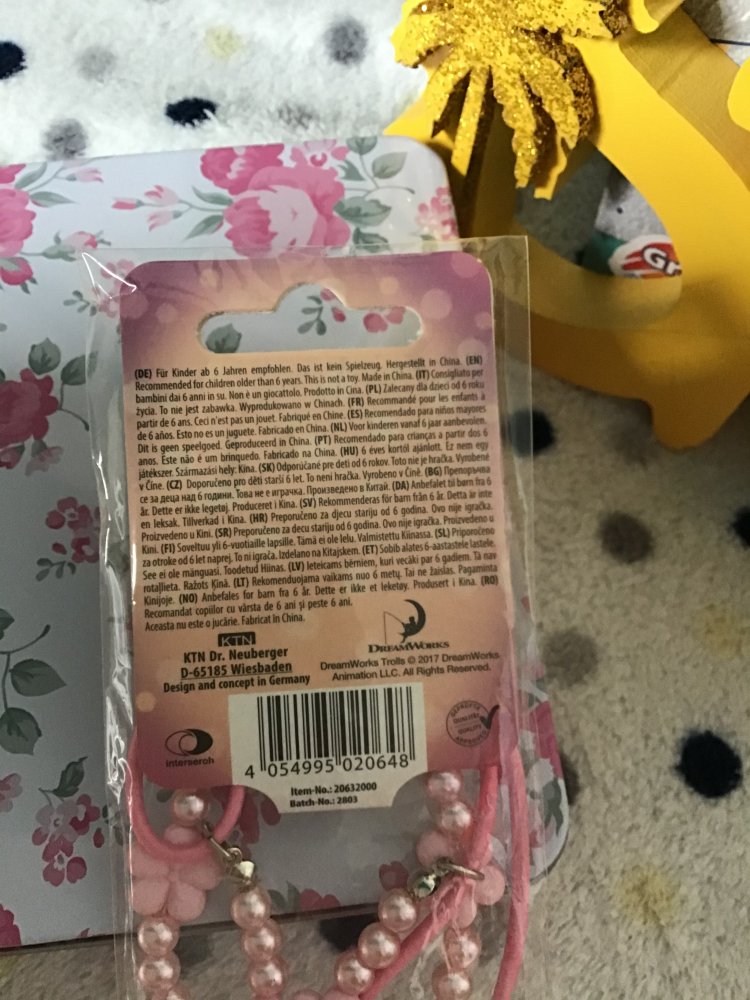 (DE) Für Kinder ab 6 Jahren empfohlen. Das ist kein Spielzeug. Hergestellt in China. (EN)
Recommended for children older than 6 years. This is not a toy. Made in China. (IT) Consigliato per
bambini dai 6 anni in su. Non è un giocattolo. Prodotto in Cina. (PL) Zalecany dla dzieci od 6 roku
życia. To nie jest zabawka. Wyprodukowano w Chinach. (FR) Recommandé pour les enfants à
partir de 6 ans. Ceci n'est pas un jouet. Fabriqué en Chine. (ES) Recomendado para niños mayores
de 6 años. Esto no es un juguete. Fabricado en China. (NL) Voor kinderen vanaf 6 jaar aanbevolen.
Dit is geen speelgoed. Geproduceerd in China. (PT) Recomendado para crianças a partir dos 6
anos. Este não é um brinquedo. Fabricado na China. (HU) 6 éves kortól ajánlott. Ez nem egy
játékszer. Származási hely: Kína. (SK) Odporúčané pre deti od 6 rokov. Toto nie je hračka. Vyrobené
v Číne. (CZ) Doporučeno pro děti starší 6 let. To není hračka. Vyrobeno v Číně. (BG) Препоръчва
се за деца над 6 години. Това не е играчка. Произведено в Китай. (DA) Anbefalet til børn fra 6
år. Dette er ikke legetøj. Produceret i Kina. (SV) Rekommenderas för barn från 6 år. Detta är inte
en leksak. Tillverkad i Kina. (HR) Preporučeno za djecu stariju od 6 godina. Ovo nije igračka.
Proizvedeno u Kini. (SR) Preporučeno za decu stariju od 6 godina. Ovo nije igračka. Proizvedeno u
Kini. (FI) Soveltuu yli 6-vuotiaille lapsille. Tämä ei ole lelu. Valmistettu Kiinassa. (SL) Priporočeno
za otroke od 6 let naprej. To ni igrača. Izdelano na Kitajskem. (ET) Sobib alates 6-aastastele lastele.
See ei ole mänguasi. Toodetud Hiinas. (LV) Ieteicams bērniem, kuri vecāki par 6 gadiem. Tā nav
rotaļlieta. Ražots Ķīnā. (LT) Rekomenduojama vaikams nuo 6 metų. Tai ne žaislas. Pagaminta
Kinijoje. (NO) Anbefales for barn fra 6 år. Dette er ikke et leketøy. Produsert i Kina. (RO)
Recomandat copiilor cu vârsta de 6 ani și peste 6 ani.
Aceasta nu este o jucărie. Fabricat în China.
KTN
KTN Dr. Neuberger
D-65185 Wiesbaden
Design and concept in Germany
DREAMWORKS
DreamWorks Trolls © 2017 DreamWorks
Animation LLC. All Rights Reserved.
interseroh
GEPRÜFTE
QUALITÄT
QUALITY
APPROVED
4 054995 020648
Item-No.: 20632000
Batch-No.: 2803